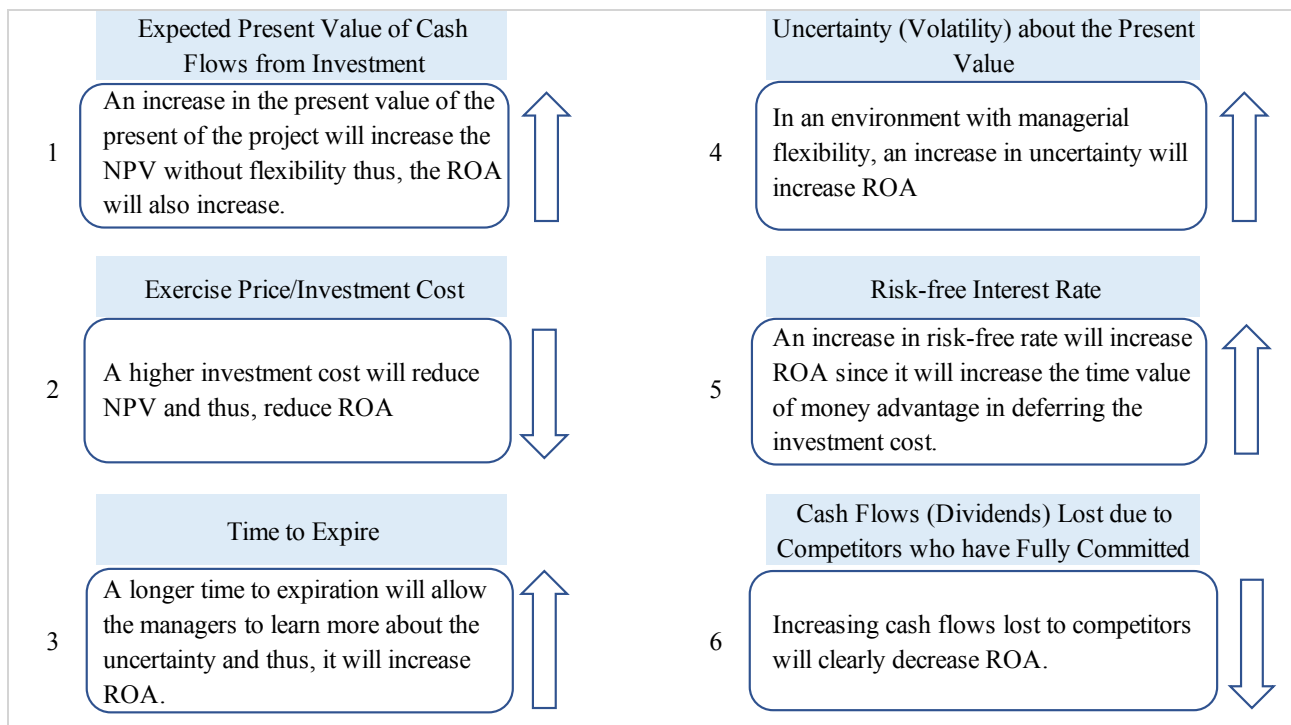 Expected Present Value of Cash
Flows from Investment
1
An increase in the present value of the
present of the project will increase the
NPV without flexibility thus, the ROA
will also increase.
Exercise Price/Investment Cost
2
A higher investment cost will reduce
NPV and thus, reduce ROA
Time to Expire
3
A longer time to expiration will allow
the managers to learn more about the
uncertainty and thus, it will increase
ROA.
Uncertainty (Volatility) about the Present
Value
4
In an environment with managerial
flexibility, an increase in uncertainty will
increase ROA
Risk-free Interest Rate
5
An increase in risk-free rate will increase
ROA since it will increase the time value
of money advantage in deferring the
investment cost.
Cash Flows (Dividends) Lost due to
Competitors who have Fully Committed
6
Increasing cash flows lost to competitors
will clearly decrease ROA.